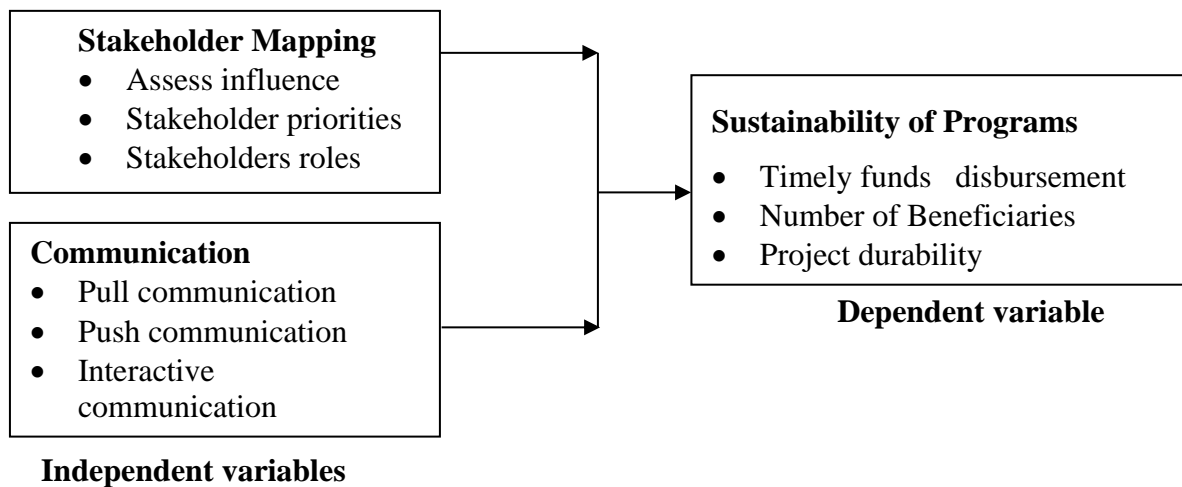 Stakeholder Mapping
• Assess influence
• Stakeholder priorities
• Stakeholders roles
Communication
• Pull communication
• Push communication
• Interactive
communication
Independent variables
Sustainability of Programs
• Timely funds disbursement
• Number of Beneficiaries
• Project durability
Dependent variable